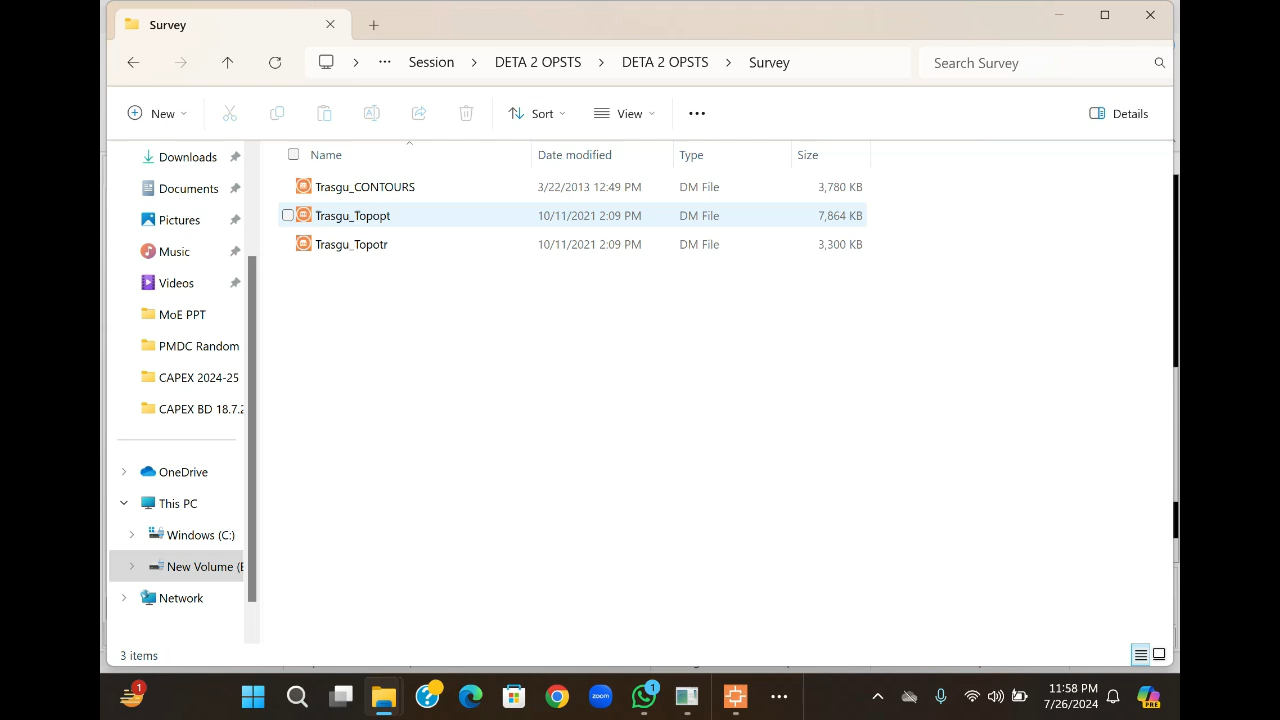 Survey
Session > DETA 2 OPSTS > DETA 2 OPSTS > Survey
Search Survey
New
Sort
View
Details
Name Date modified Type Size
Trasgu_CONTOURS 3/22/2013 12:49 PM DM File 3,780 KB
Trasgu_Topopt 10/11/2021 2:09 PM DM File 7,864 KB
Trasgu_Topotr 10/11/2021 2:09 PM DM File 3,300 KB
Downloads
Documents
Pictures
Music
Videos
MoE PPT
PMDC Random
CAPEX 2024-25
CAPEX BD 18.7.2
OneDrive
This PC
Windows (C:)
New Volume (E
Network
3 items
1
zoom
1
PRE
11:58 PM
7/26/2024